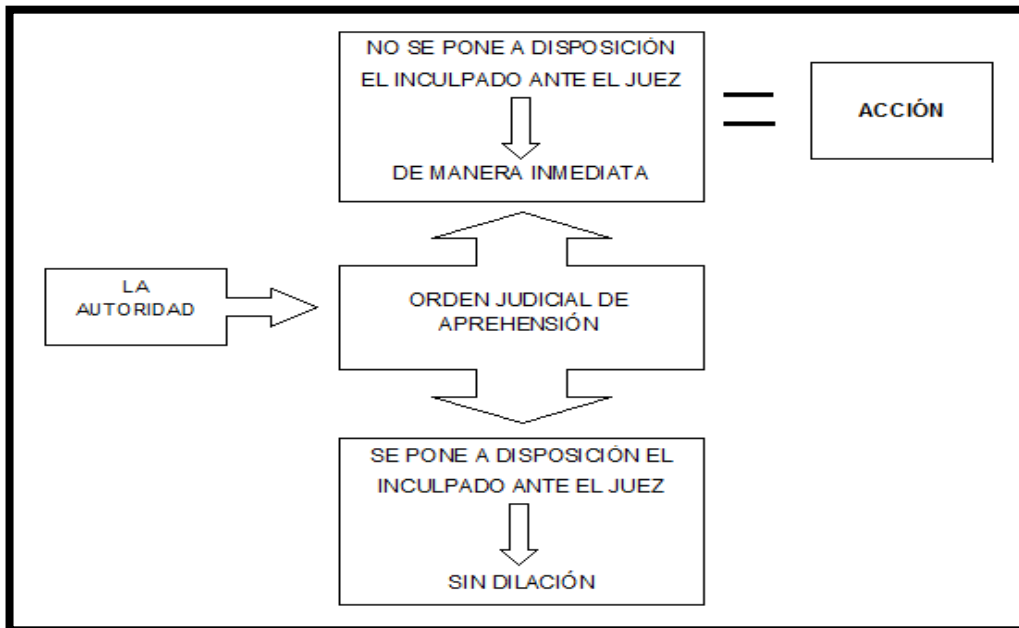 NO SE PONE A DISPOSICIÓN
EL INCULPADO ANTE EL JUEZ
DE MANERA INMEDIATA
ACCIÓN
LA
AUTORIDAD
ORDEN JUDICIAL DE
APREHENSIÓN
SE PONE A DISPOSICIÓN EL
INCULPADO ANTE EL JUEZ
SIN DILACIÓN